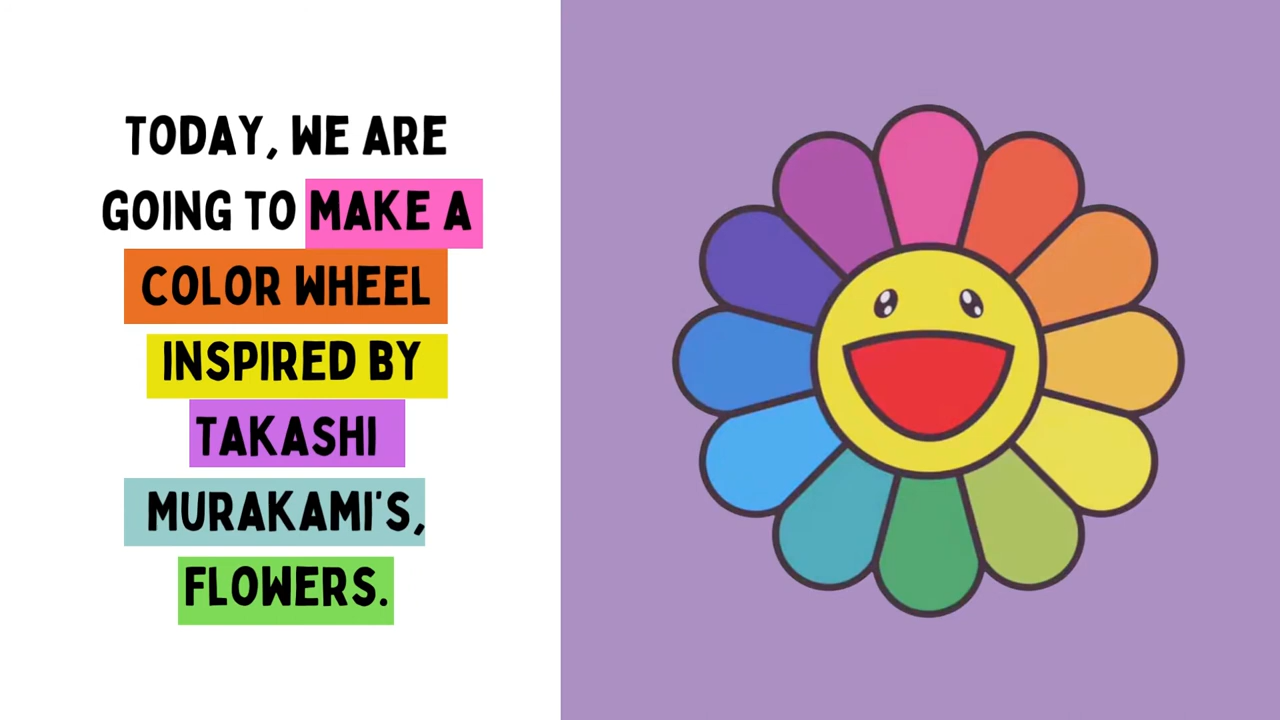 TODAY, WE ARE
GOING TO MAKE A
COLOR WHEEL
INSPIRED BY
TAKASHI
MURAKAMI'S,
FLOWERS.